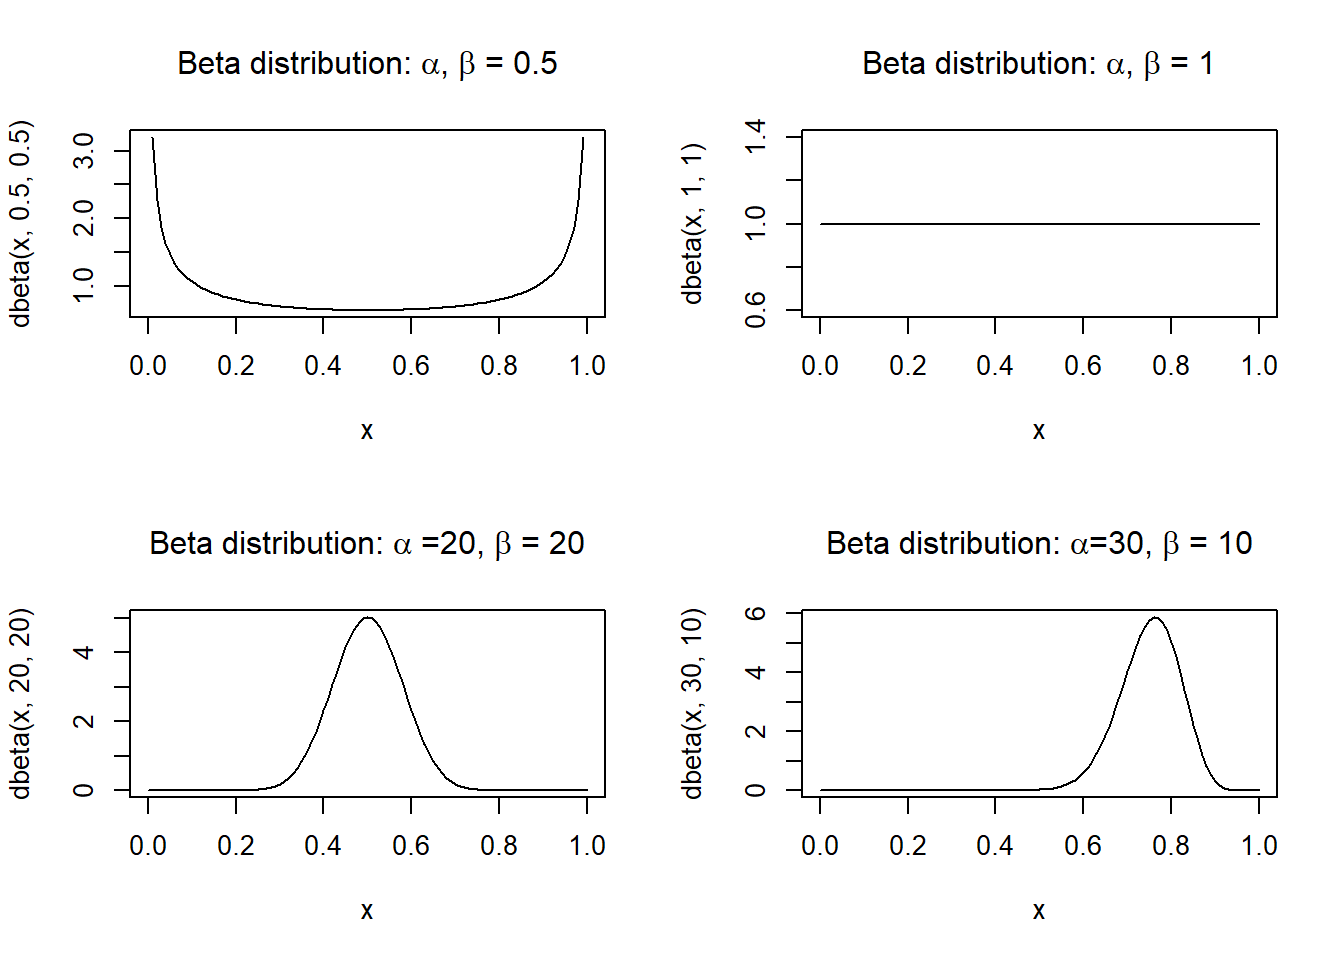 Beta distribution: α, β = 0.5
dbeta(x, 0.5, 0.5)
3.0
2.0
1.0
0.0 0.2 0.4 0.6 0.8 1.0
x
Beta distribution: α, β = 1
dbeta(x, 1, 1)
1.4
1.0
0.6
0.0 0.2 0.4 0.6 0.8 1.0
x
Beta distribution: α =20, β = 20
dbeta(x, 20, 20)
4
2
0
0.0 0.2 0.4 0.6 0.8 1.0
x
Beta distribution: α=30, β = 10
dbeta(x, 30, 10)
6
4
2
0
0.0 0.2 0.4 0.6 0.8 1.0
x